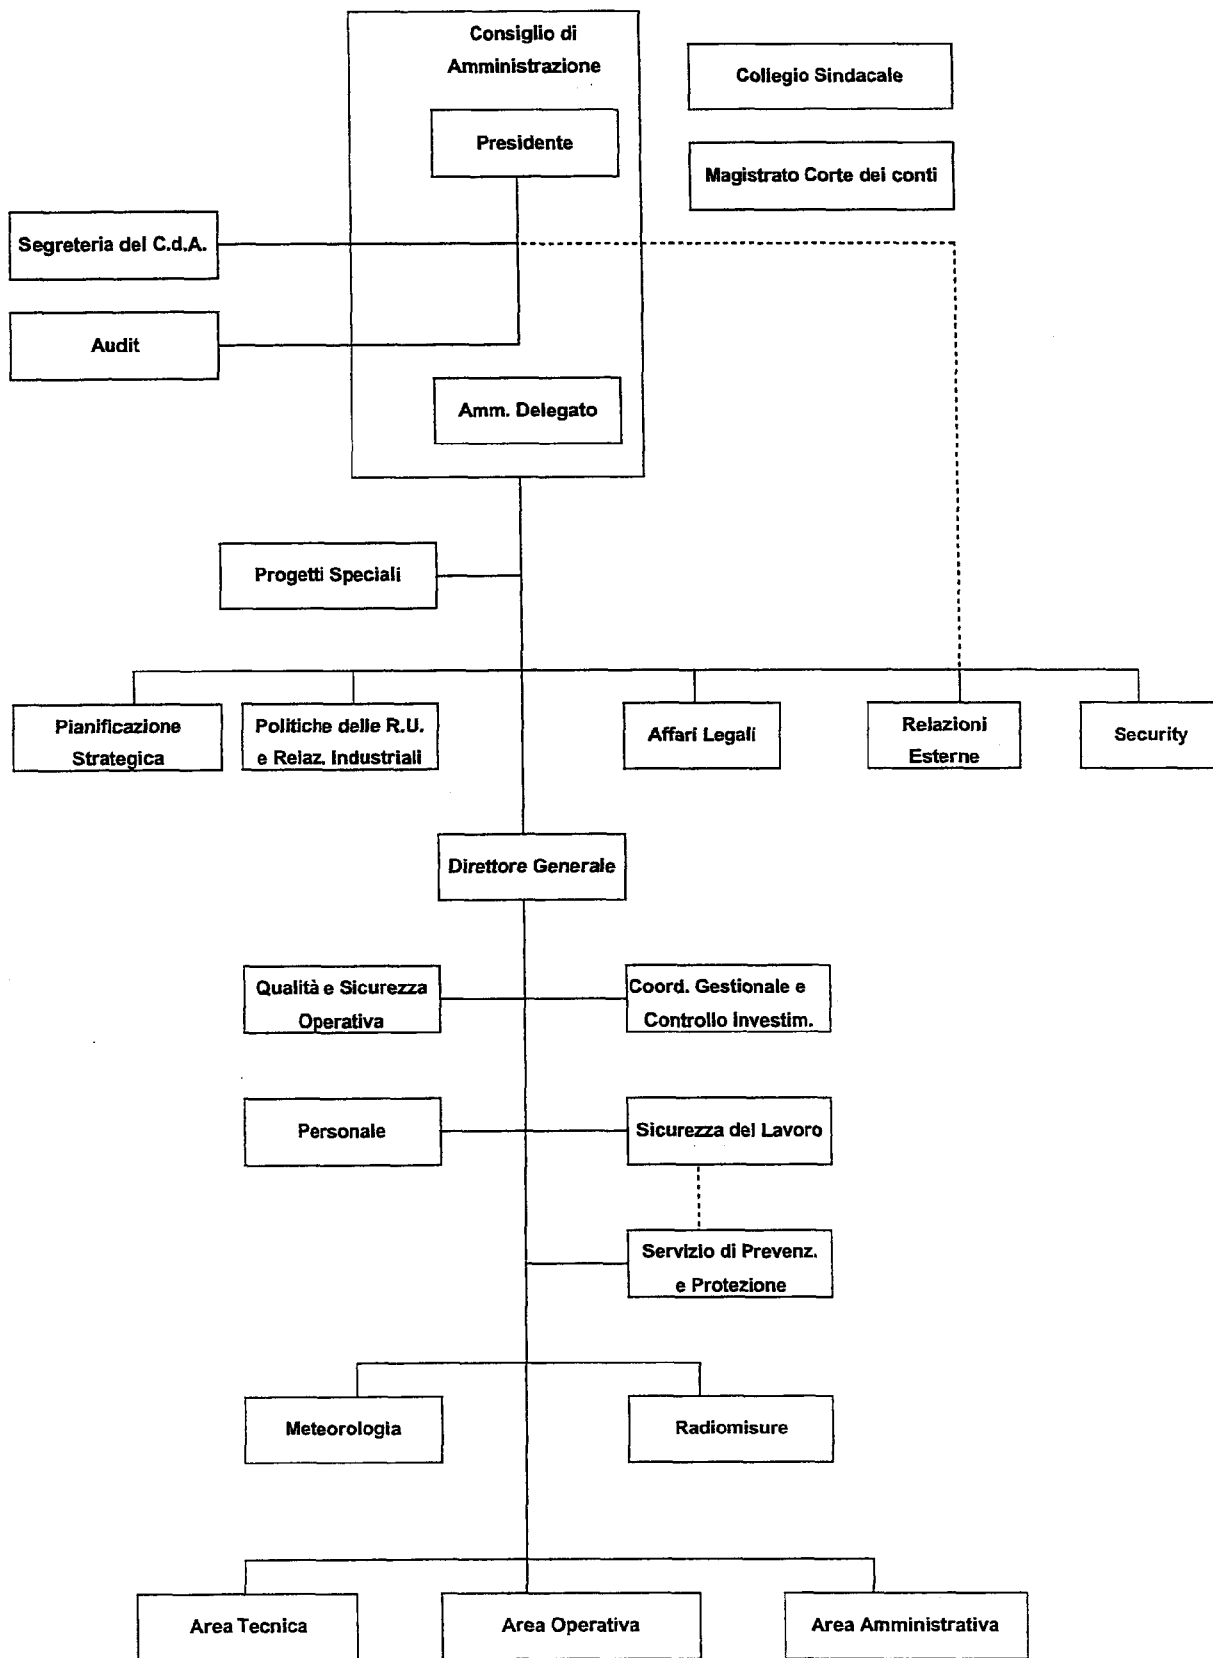 Consiglio di
Amministrazione
Collegio Sindacale
Presidente
Magistrato Corte dei conti
Segreteria del C.d.A.
Audit
Amm. Delegato
Progetti Speciali
Pianificazione
Strategica
Politiche delle R.U.
e Relaz. Industriali
Affari Legali
Relazioni
Esterne
Security
Direttore Generale
Qualità e Sicurezza
Operativa
Coord. Gestionale e
Controllo Investim.
Personale
Sicurezza del Lavoro
Servizio di Prevenz.
e Protezione
Meteorologia
Radiomisure
Area Tecnica
Area Operativa
Area Amministrativa